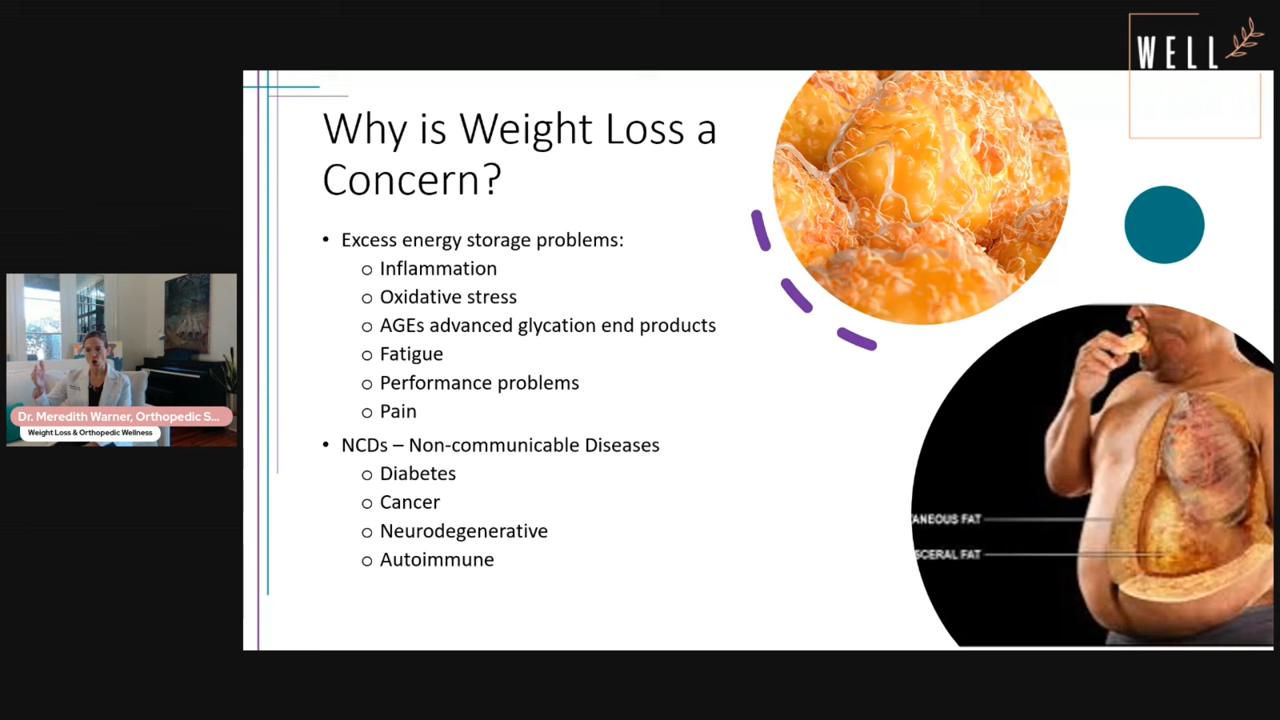 WELL
Why is Weight Loss a
Concern?
• Excess energy storage problems:
o Inflammation
o Oxidative stress
o AGEs advanced glycation end products
o Fatigue
o Performance problems
o Pain
• NCDs – Non-communicable Diseases
o Diabetes
o Cancer
o Neurodegenerative
o Autoimmune
ANEOUS FAT
SCERAL FAT
Dr. Meredith Warner, Orthopedic S...
Weight Loss & Orthopedic Wellness